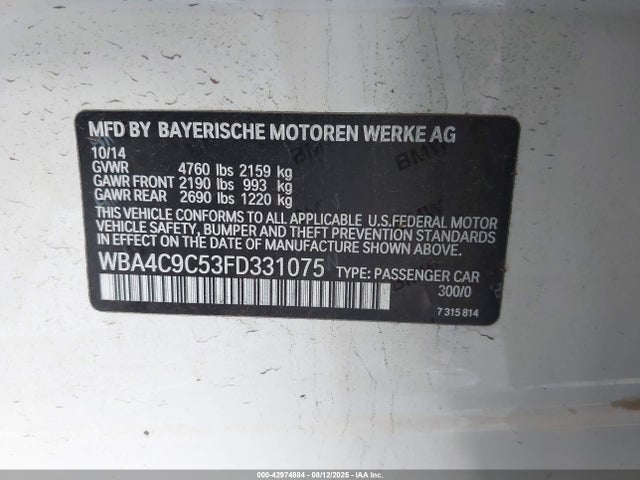 MFD BY BAYERISCHE MOTOREN WERKE AG
10/14
GVWR 4760 lbs 2159 kg
GAWR FRONT 2190 lbs 993 kg
GAWR REAR 2690 lbs 1220 kg
THIS VEHICLE CONFORMS TO ALL APPLICABLE U.S.FEDERAL MOTOR
VEHICLE SAFETY, BUMPER AND THEFT PREVENTION STANDARDS
IN EFFECT ON THE DATE OF MANUFACTURE SHOWN ABOVE.
WBA4C9C53FD331075 TYPE: PASSENGER CAR
300/0
7 315 814
000-42974884 - 08/12/2025 - IAA Inc.